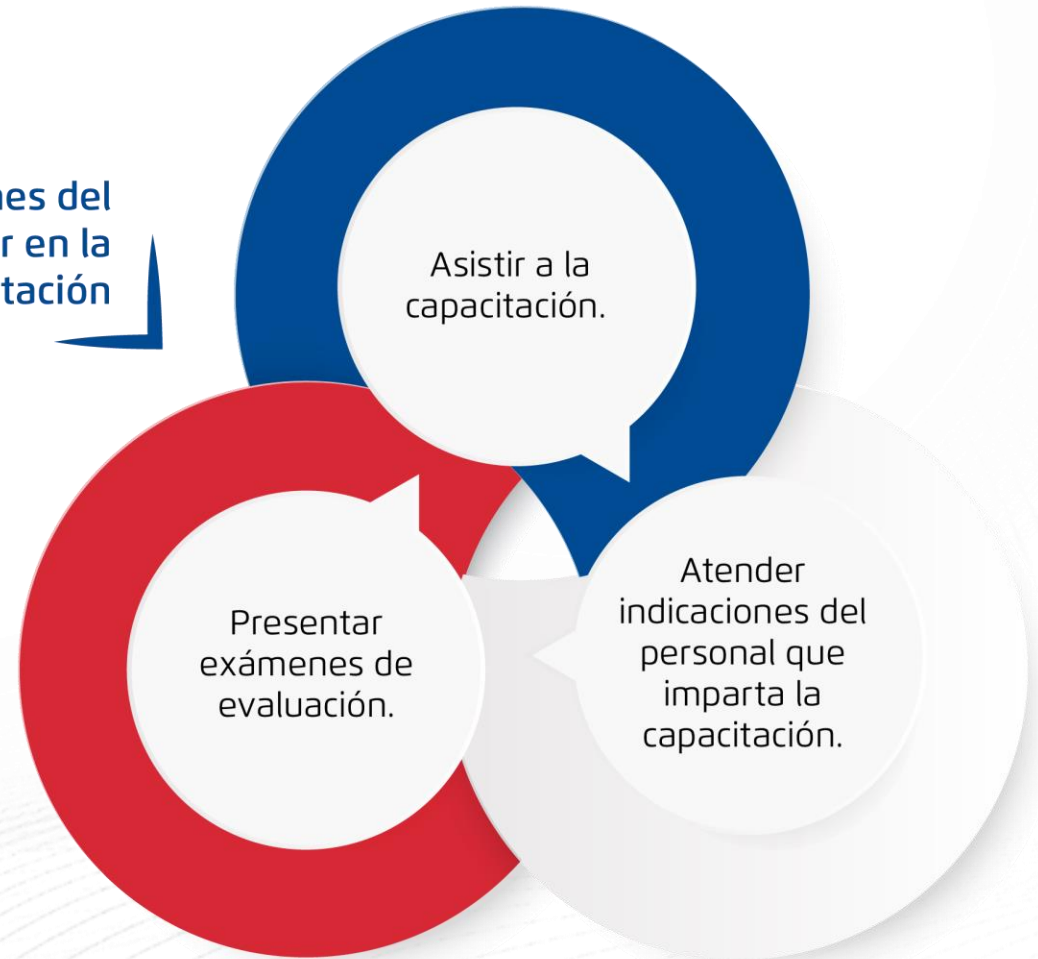 nes del
r en la
tación
Asistir a la
capacitación.
Presentar
exámenes de
evaluación.
Atender
indicaciones del
personal que
imparta la
capacitación.